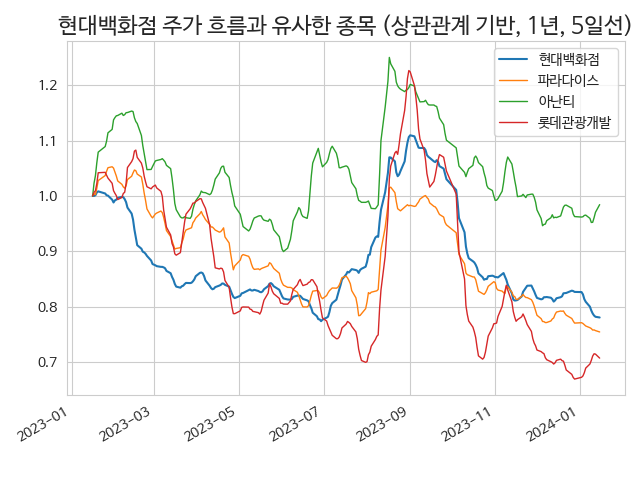 현대백화점 주가 흐름과 유사한 종목 (상관관계 기반, 1년, 5일선)
현대백화점
파라다이스
아난티
롯데관광개발
1.2
1.1
1.0
0.9
0.8
0.7
2023-01
2023-03
2023-05
2023-07
2023-09
2023-11
2024-01